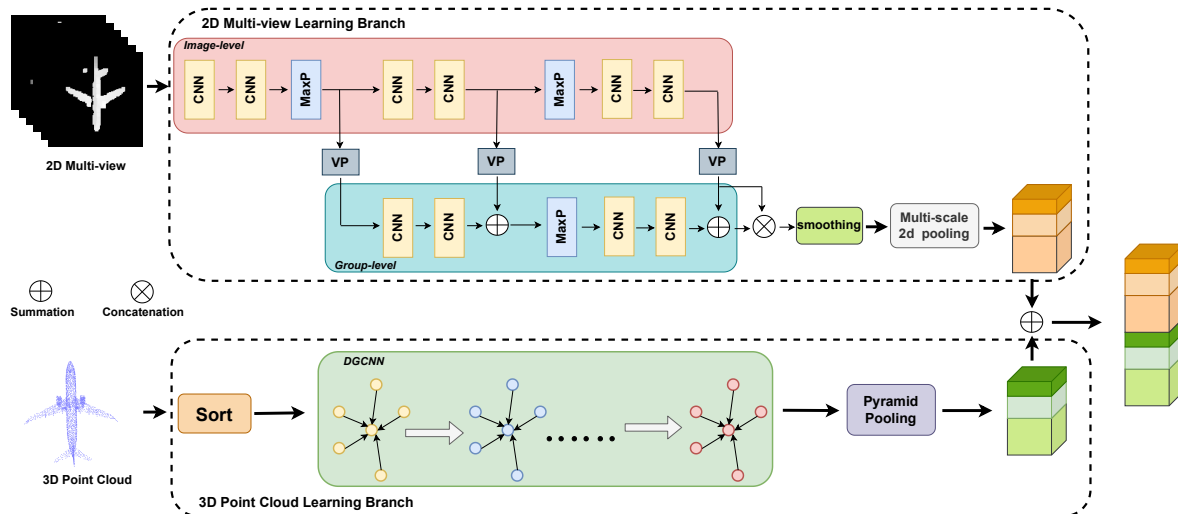 2D Multi-view Learning Branch
Image-level
CNN
CNN
MaxP
CNN
CNN
MaxP
CNN
CNN
2D Multi-view
VP
VP
VP
CNN
CNN
MaxP
CNN
CNN
smoothing
Multi-scale
2d pooling
Group-level
Summation
Concatenation
DGCNN
Sort
Pyramid
Pooling
3D Point Cloud
3D Point Cloud Learning Branch